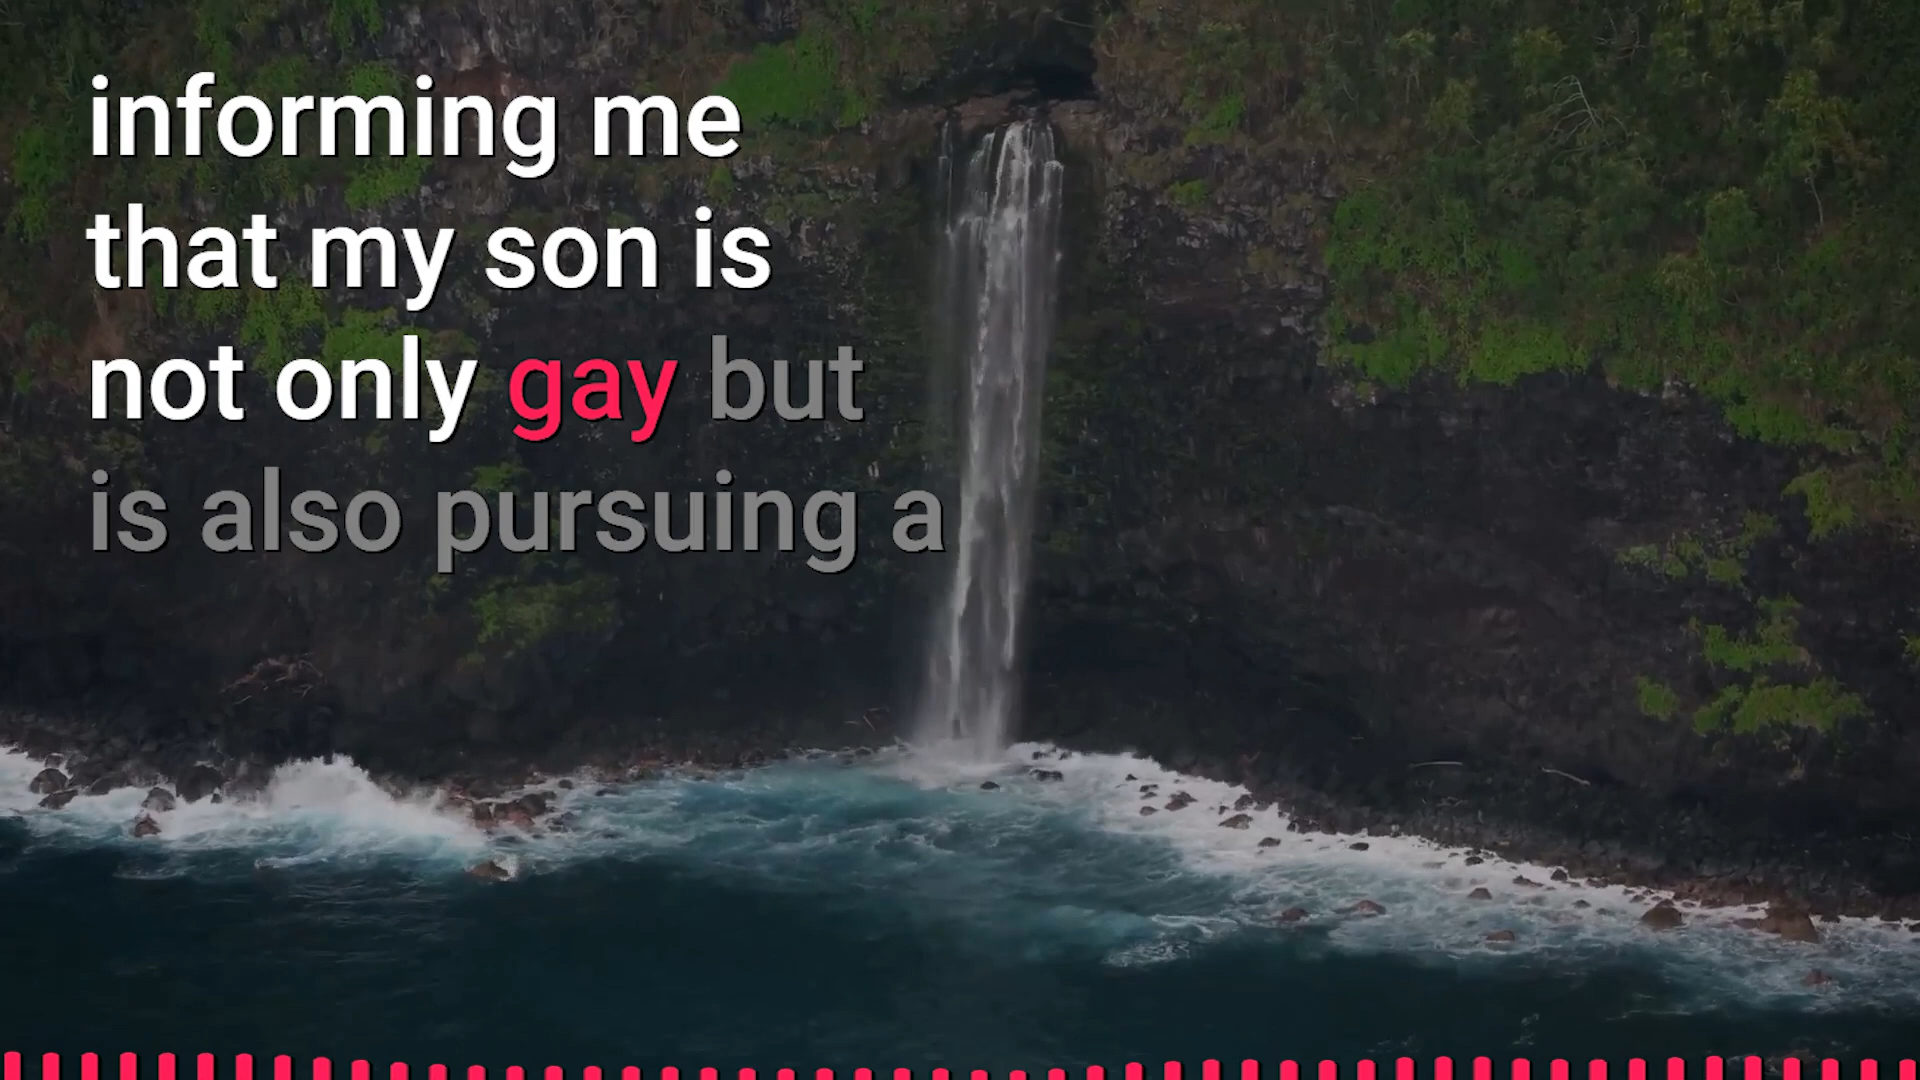 informing me
that my son is
not only gay but
is also pursuing a